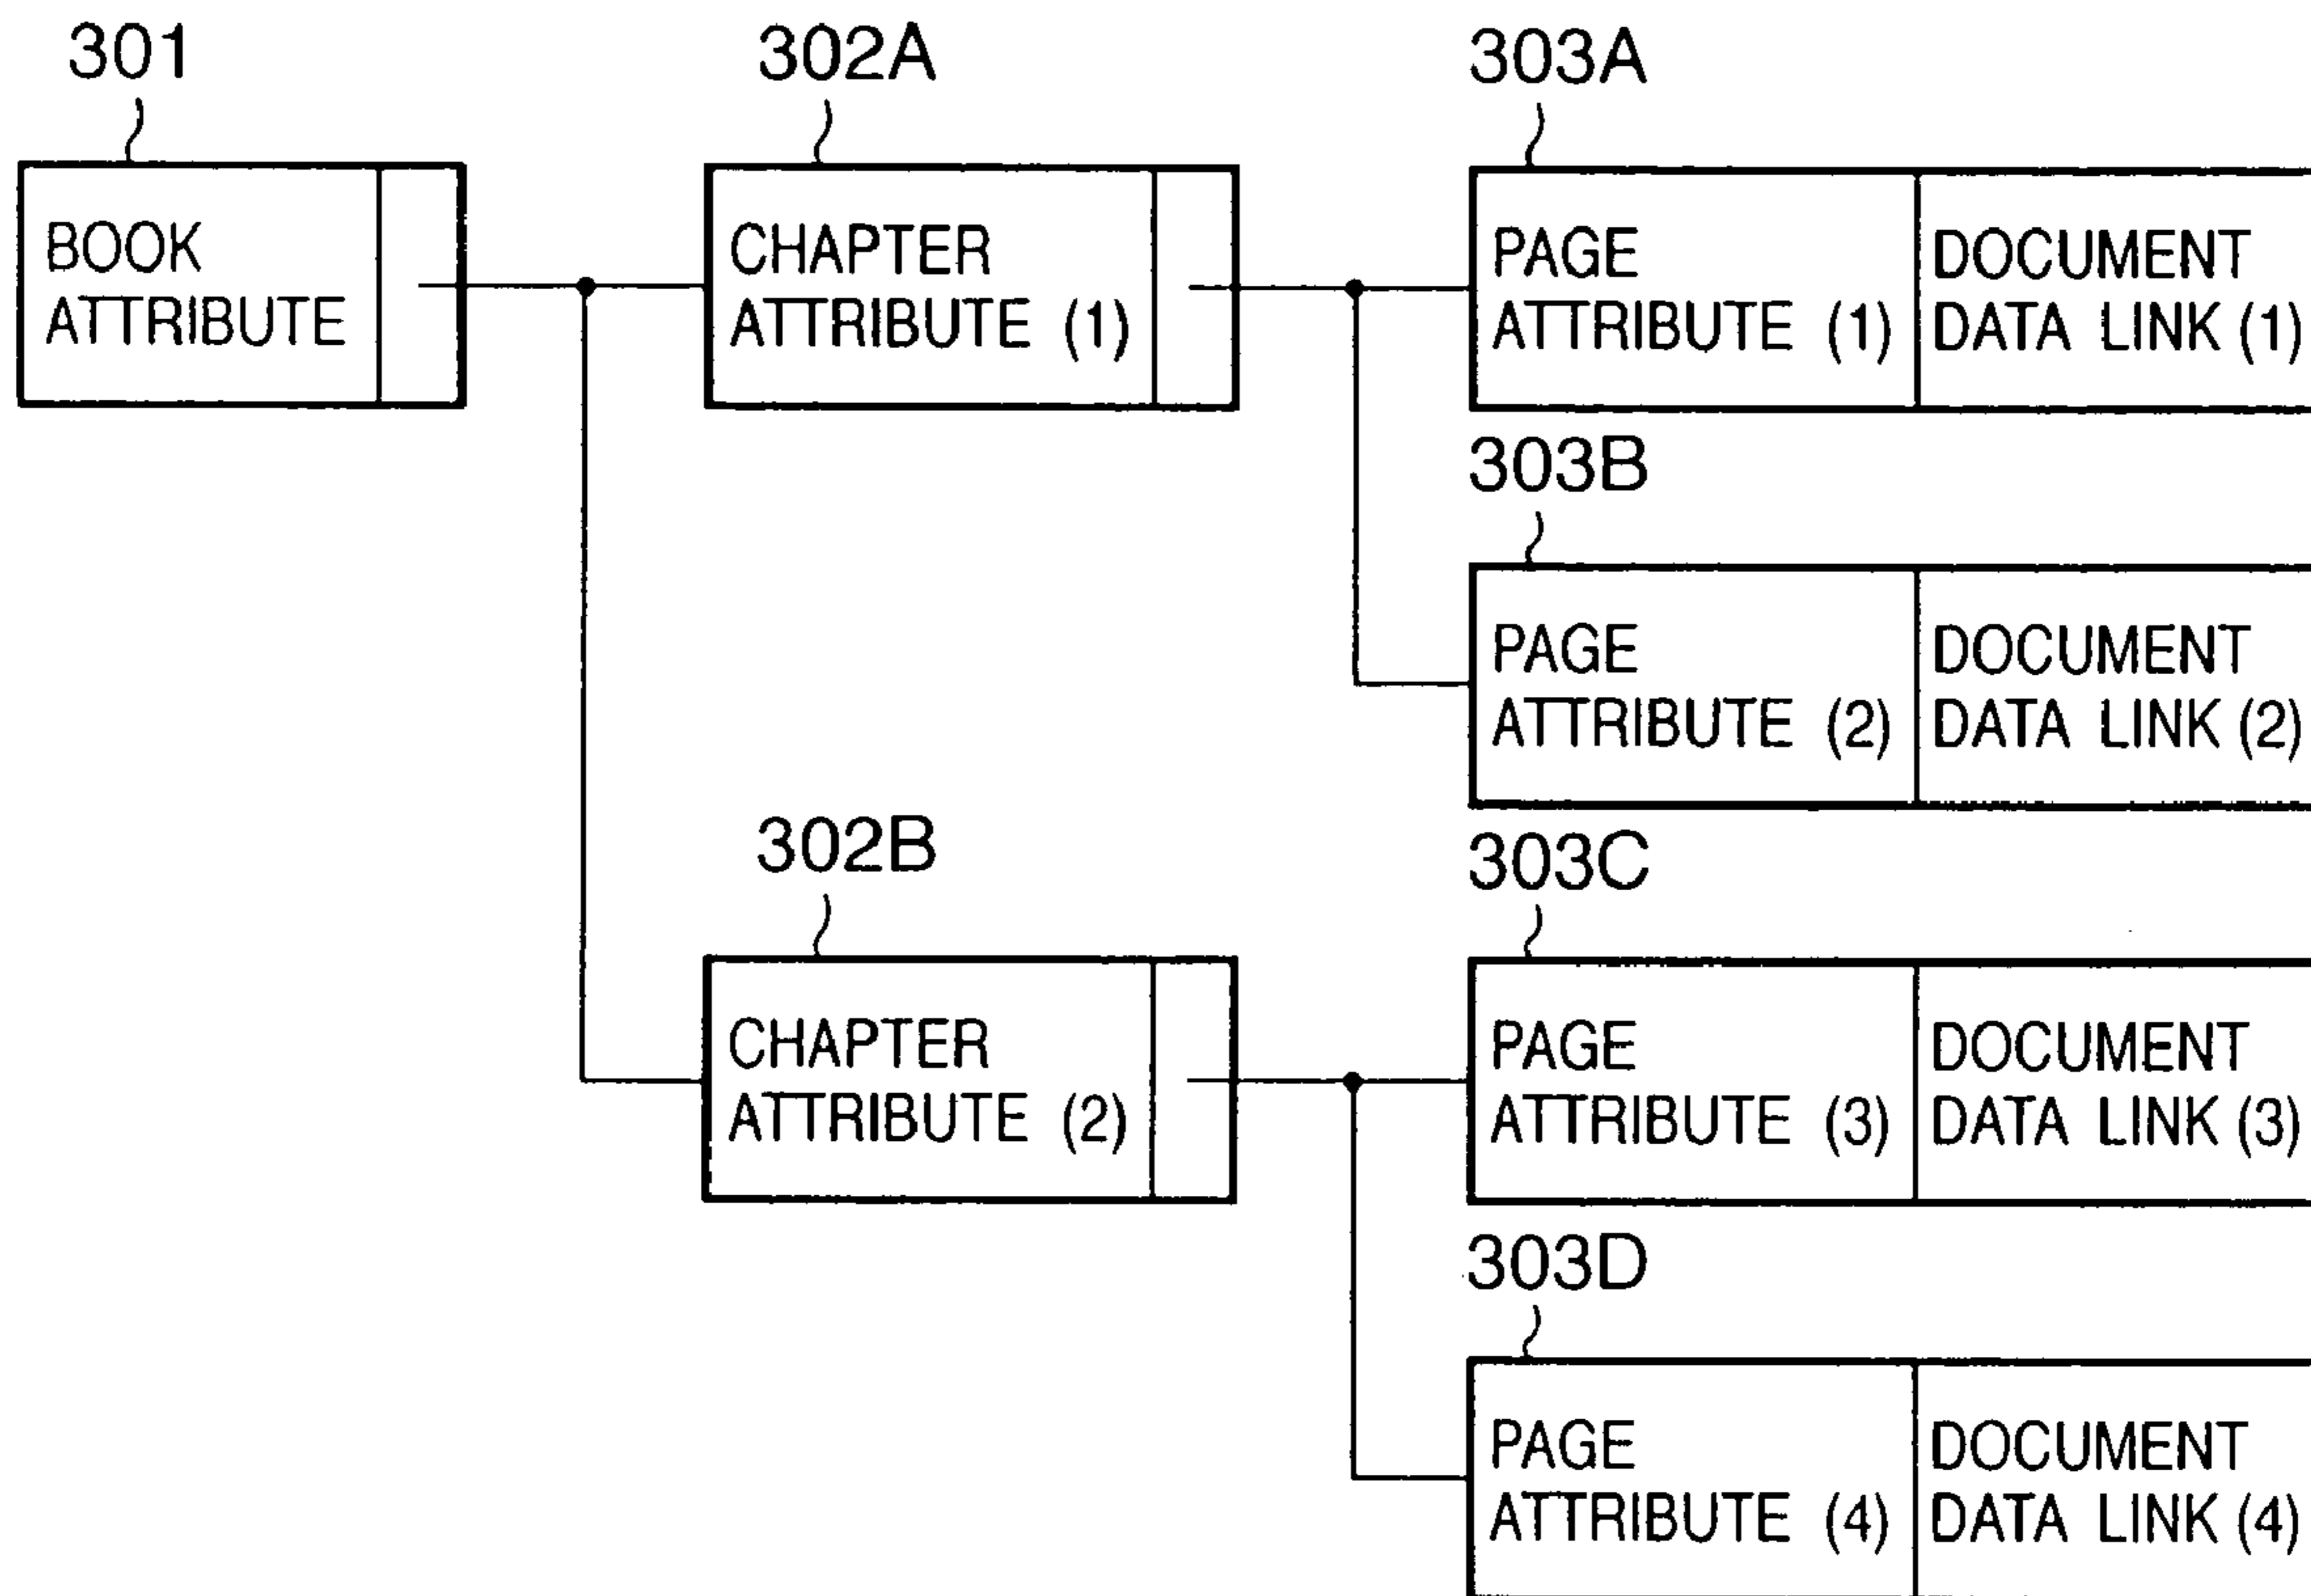 301
302A
303A
BOOK
ATTRIBUTE
CHAPTER
ATTRIBUTE (1)
PAGE
ATTRIBUTE (1)
DOCUMENT
DATA LINK (1)
303B
PAGE
ATTRIBUTE (2)
DOCUMENT
DATA LINK (2)
302B
303C
CHAPTER
ATTRIBUTE (2)
PAGE
ATTRIBUTE (3)
DOCUMENT
DATA LINK (3)
303D
PAGE
ATTRIBUTE (4)
DOCUMENT
DATA LINK (4)